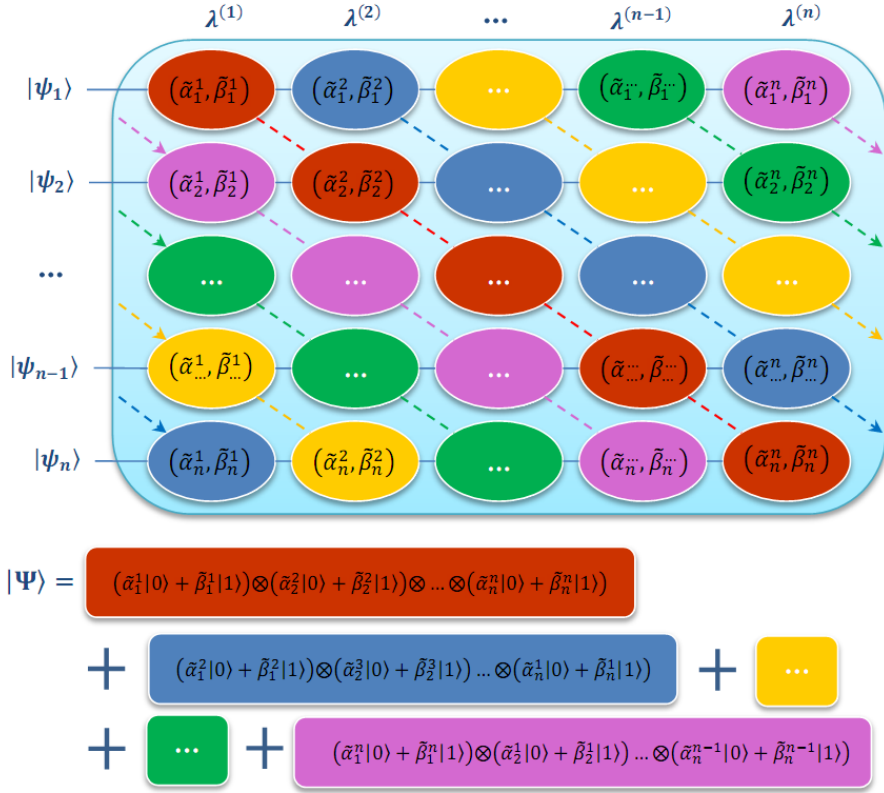 λ⁽¹⁾ λ⁽²⁾ ... λ⁽ⁿ⁻¹⁾ λ⁽ⁿ⁾
|ψ₁⟩ (α̃₁¹, β̃₁¹) (α̃₁², β̃₁²) ... (α̃₁^…, β̃₁^…) (α̃₁ⁿ, β̃₁ⁿ)
|ψ₂⟩ (α̃₂¹, β̃₂¹) (α̃₂², β̃₂²) ... ... (α̃₂ⁿ, β̃₂ⁿ)
... ... ... ... ... ...
|ψₙ₋₁⟩ (α̃_…¹, β̃_…¹) ... ... (α̃_…^…, β̃_…^…) (α̃_…ⁿ, β̃_…ⁿ)
|ψₙ⟩ (α̃ₙ¹, β̃ₙ¹) (α̃ₙ², β̃ₙ²) ... (α̃ₙ^…, β̃ₙ^…) (α̃ₙⁿ, β̃ₙⁿ)
|Ψ⟩ = (α̃₁¹|0⟩ + β̃₁¹|1⟩)⊗(α̃₂²|0⟩ + β̃₂²|1⟩)⊗ ... ⊗(α̃ₙⁿ|0⟩ + β̃ₙⁿ|1⟩)
+ (α̃₁²|0⟩ + β̃₁²|1⟩)⊗(α̃₂³|0⟩ + β̃₂³|1⟩) ... ⊗(α̃ₙ¹|0⟩ + β̃ₙ¹|1⟩) + ...
+ ... + (α̃₁ⁿ|0⟩ + β̃₁ⁿ|1⟩)⊗(α̃₂¹|0⟩ + β̃₂¹|1⟩) ... ⊗(α̃ₙⁿ⁻¹|0⟩ + β̃ₙⁿ⁻¹|1⟩)